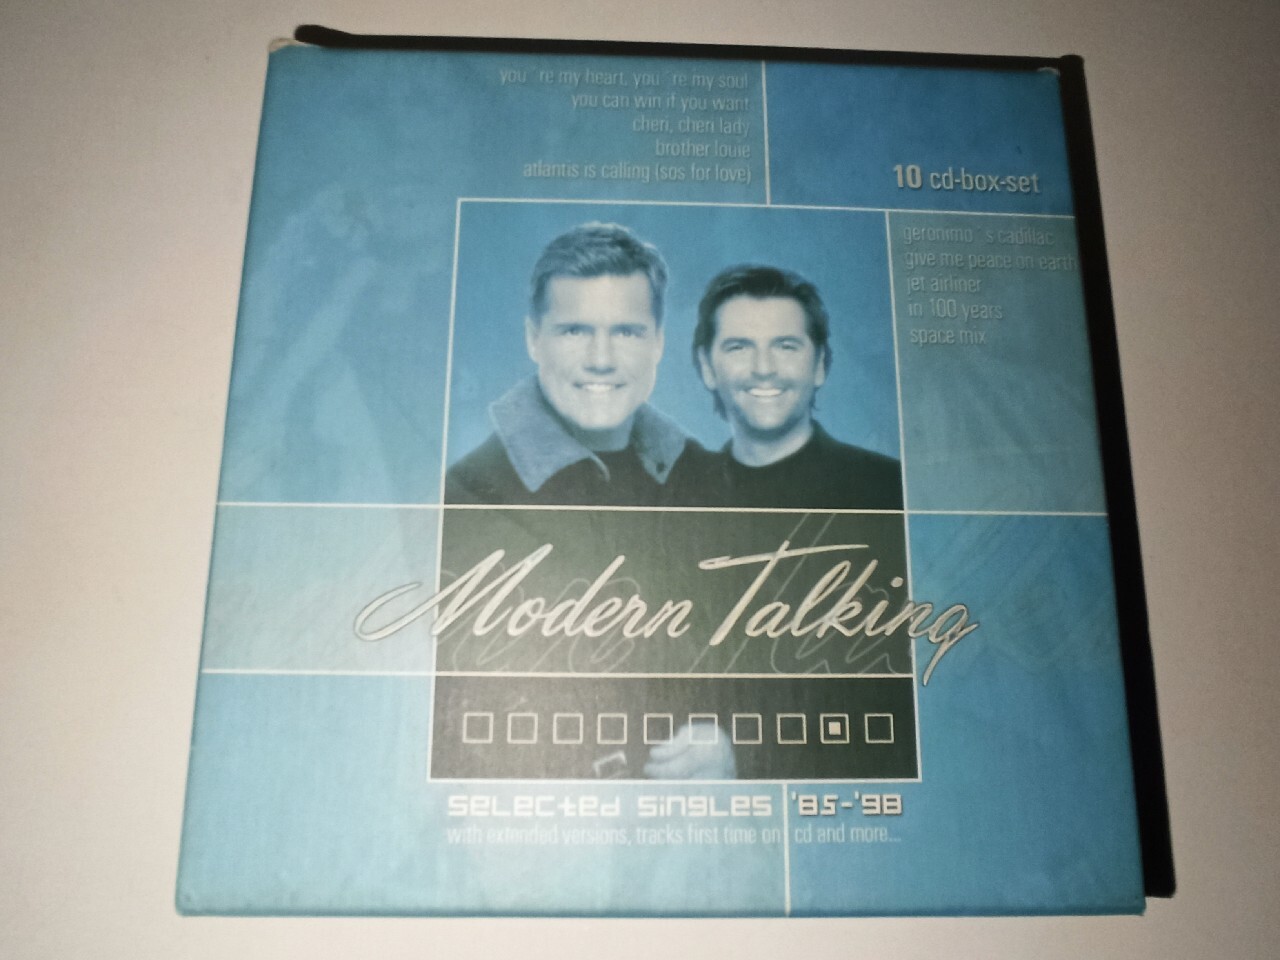 you´re my heart, you´re my soul
you can win if you want
cheri, cheri lady
brother louie
atlantis is calling (sos for love)
10 cd-box-set
geronimo´s cadillac
give me peace on earth
jet airliner
in 100 years
space mix
Modern Talking
selected singles '85-'98
with extended versions, tracks first time on cd and more...